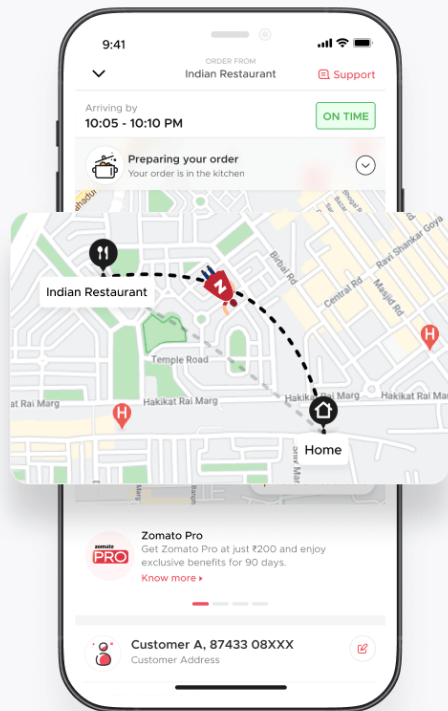 9:41
ORDER FROM
Indian Restaurant
Support
Arriving by
10:05 - 10:10 PM
ON TIME
Preparing your order
Your order is in the kitchen
Birbal Rd
Ravi Shankar Goya
Central Rd
Masjid Rd
Indian Restaurant
Z
H
Temple Road
at Rai Marg
Hakikat Rai Marg
Hakikat Rai Marg
Hakikat Rai
H
Home
Zomato Pro
zomato
PRO
Get Zomato Pro at just ₹200 and enjoy
exclusive benefits for 90 days.
Know more
Customer A, 87433 08XXX
Customer Address